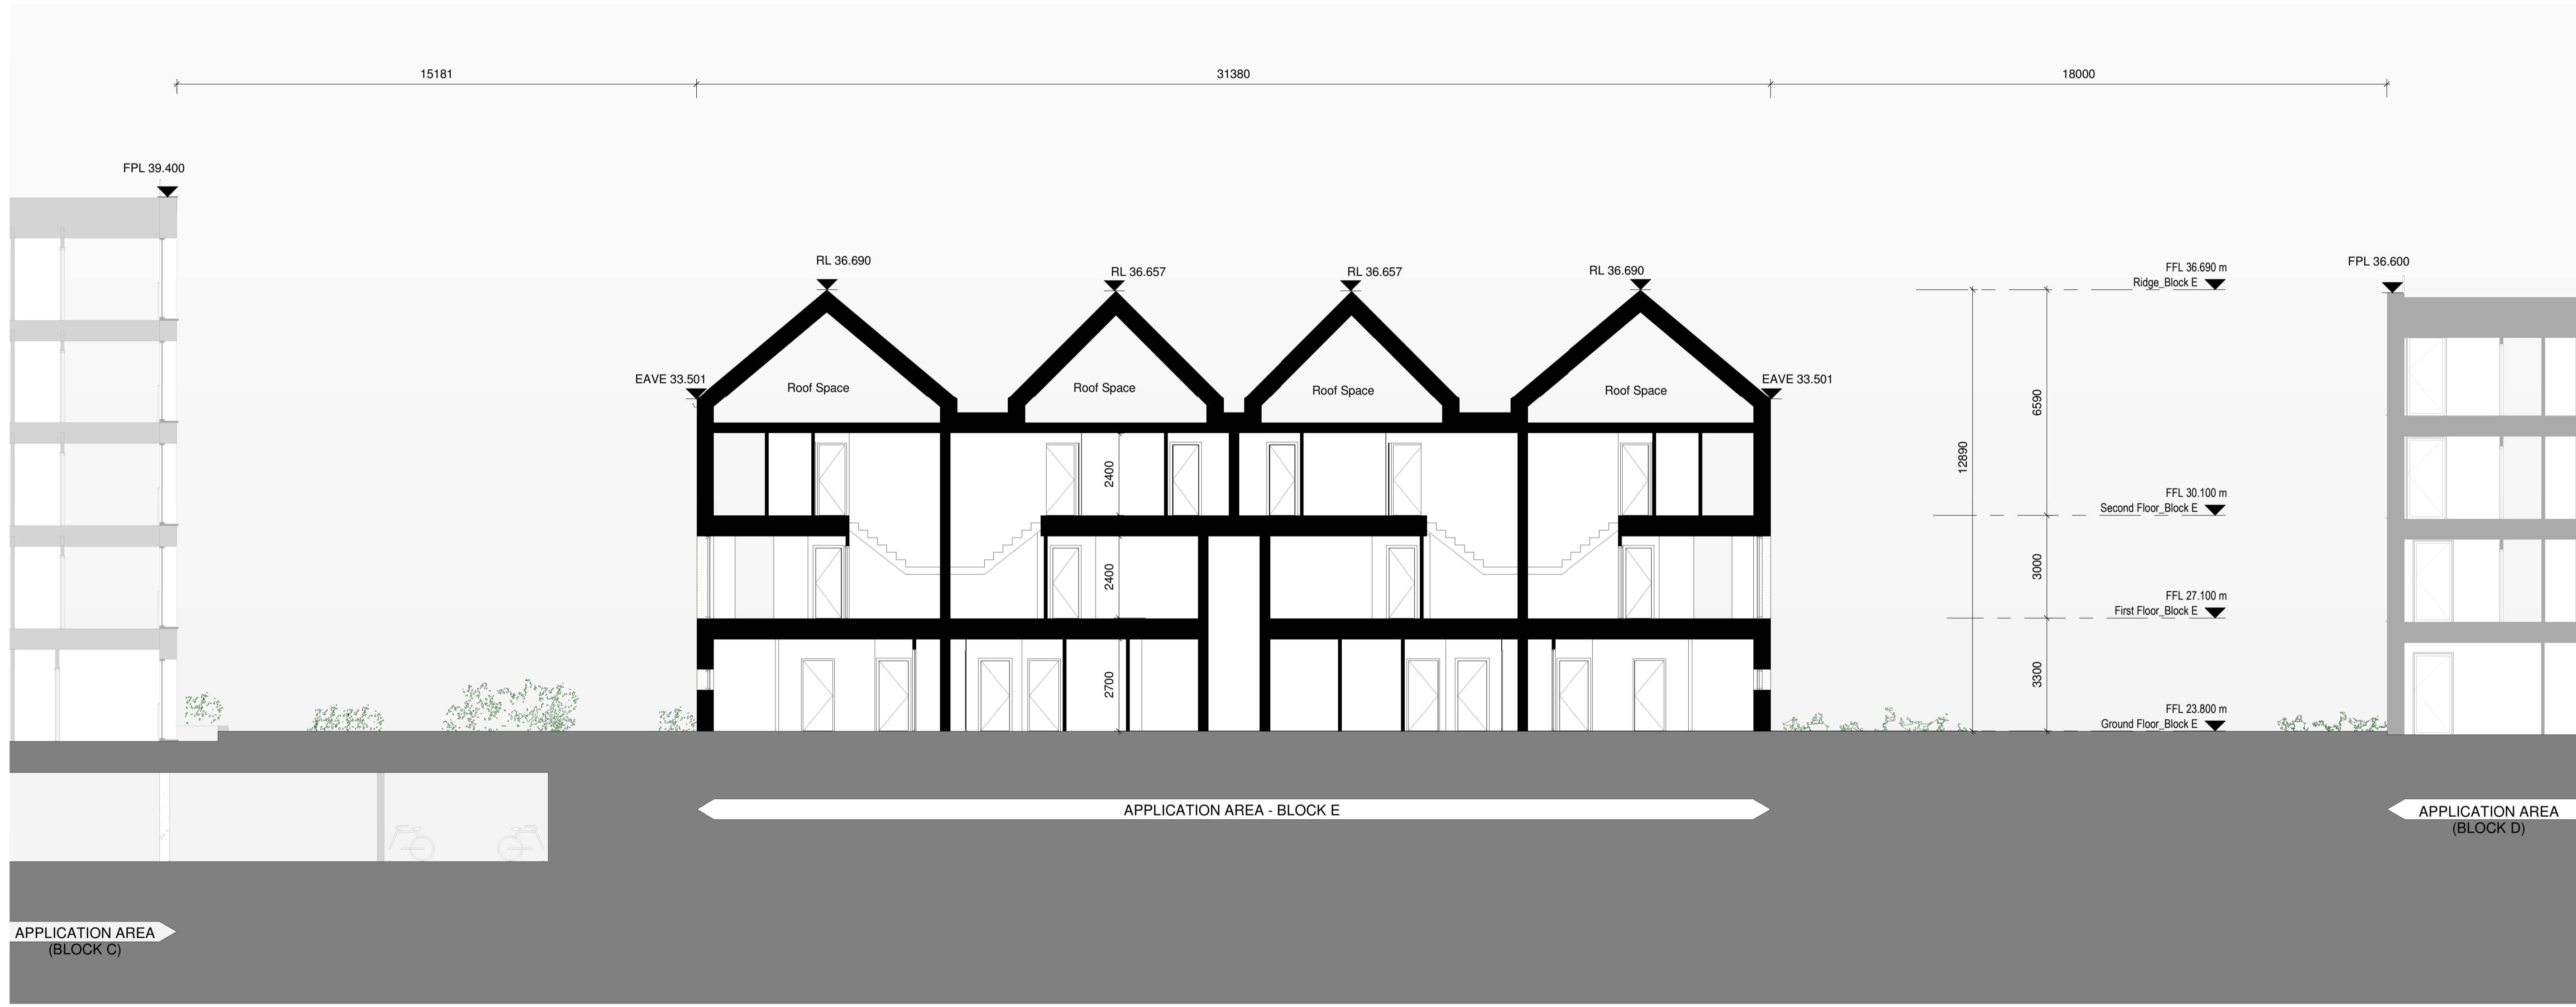 15181
31380
18000
FPL 39.400
RL 36.690
RL 36.657
RL 36.657
RL 36.690
FFL 36.690 m
Ridge_Block E
FPL 36.600
EAVE 33.501
EAVE 33.501
Roof Space
Roof Space
Roof Space
Roof Space
6590
12890
2400
FFL 30.100 m
Second Floor_Block E
2400
3000
FFL 27.100 m
First Floor_Block E
2700
3300
FFL 23.800 m
Ground Floor_Block E
APPLICATION AREA - BLOCK E
APPLICATION AREA
(BLOCK D)
APPLICATION AREA
(BLOCK C)